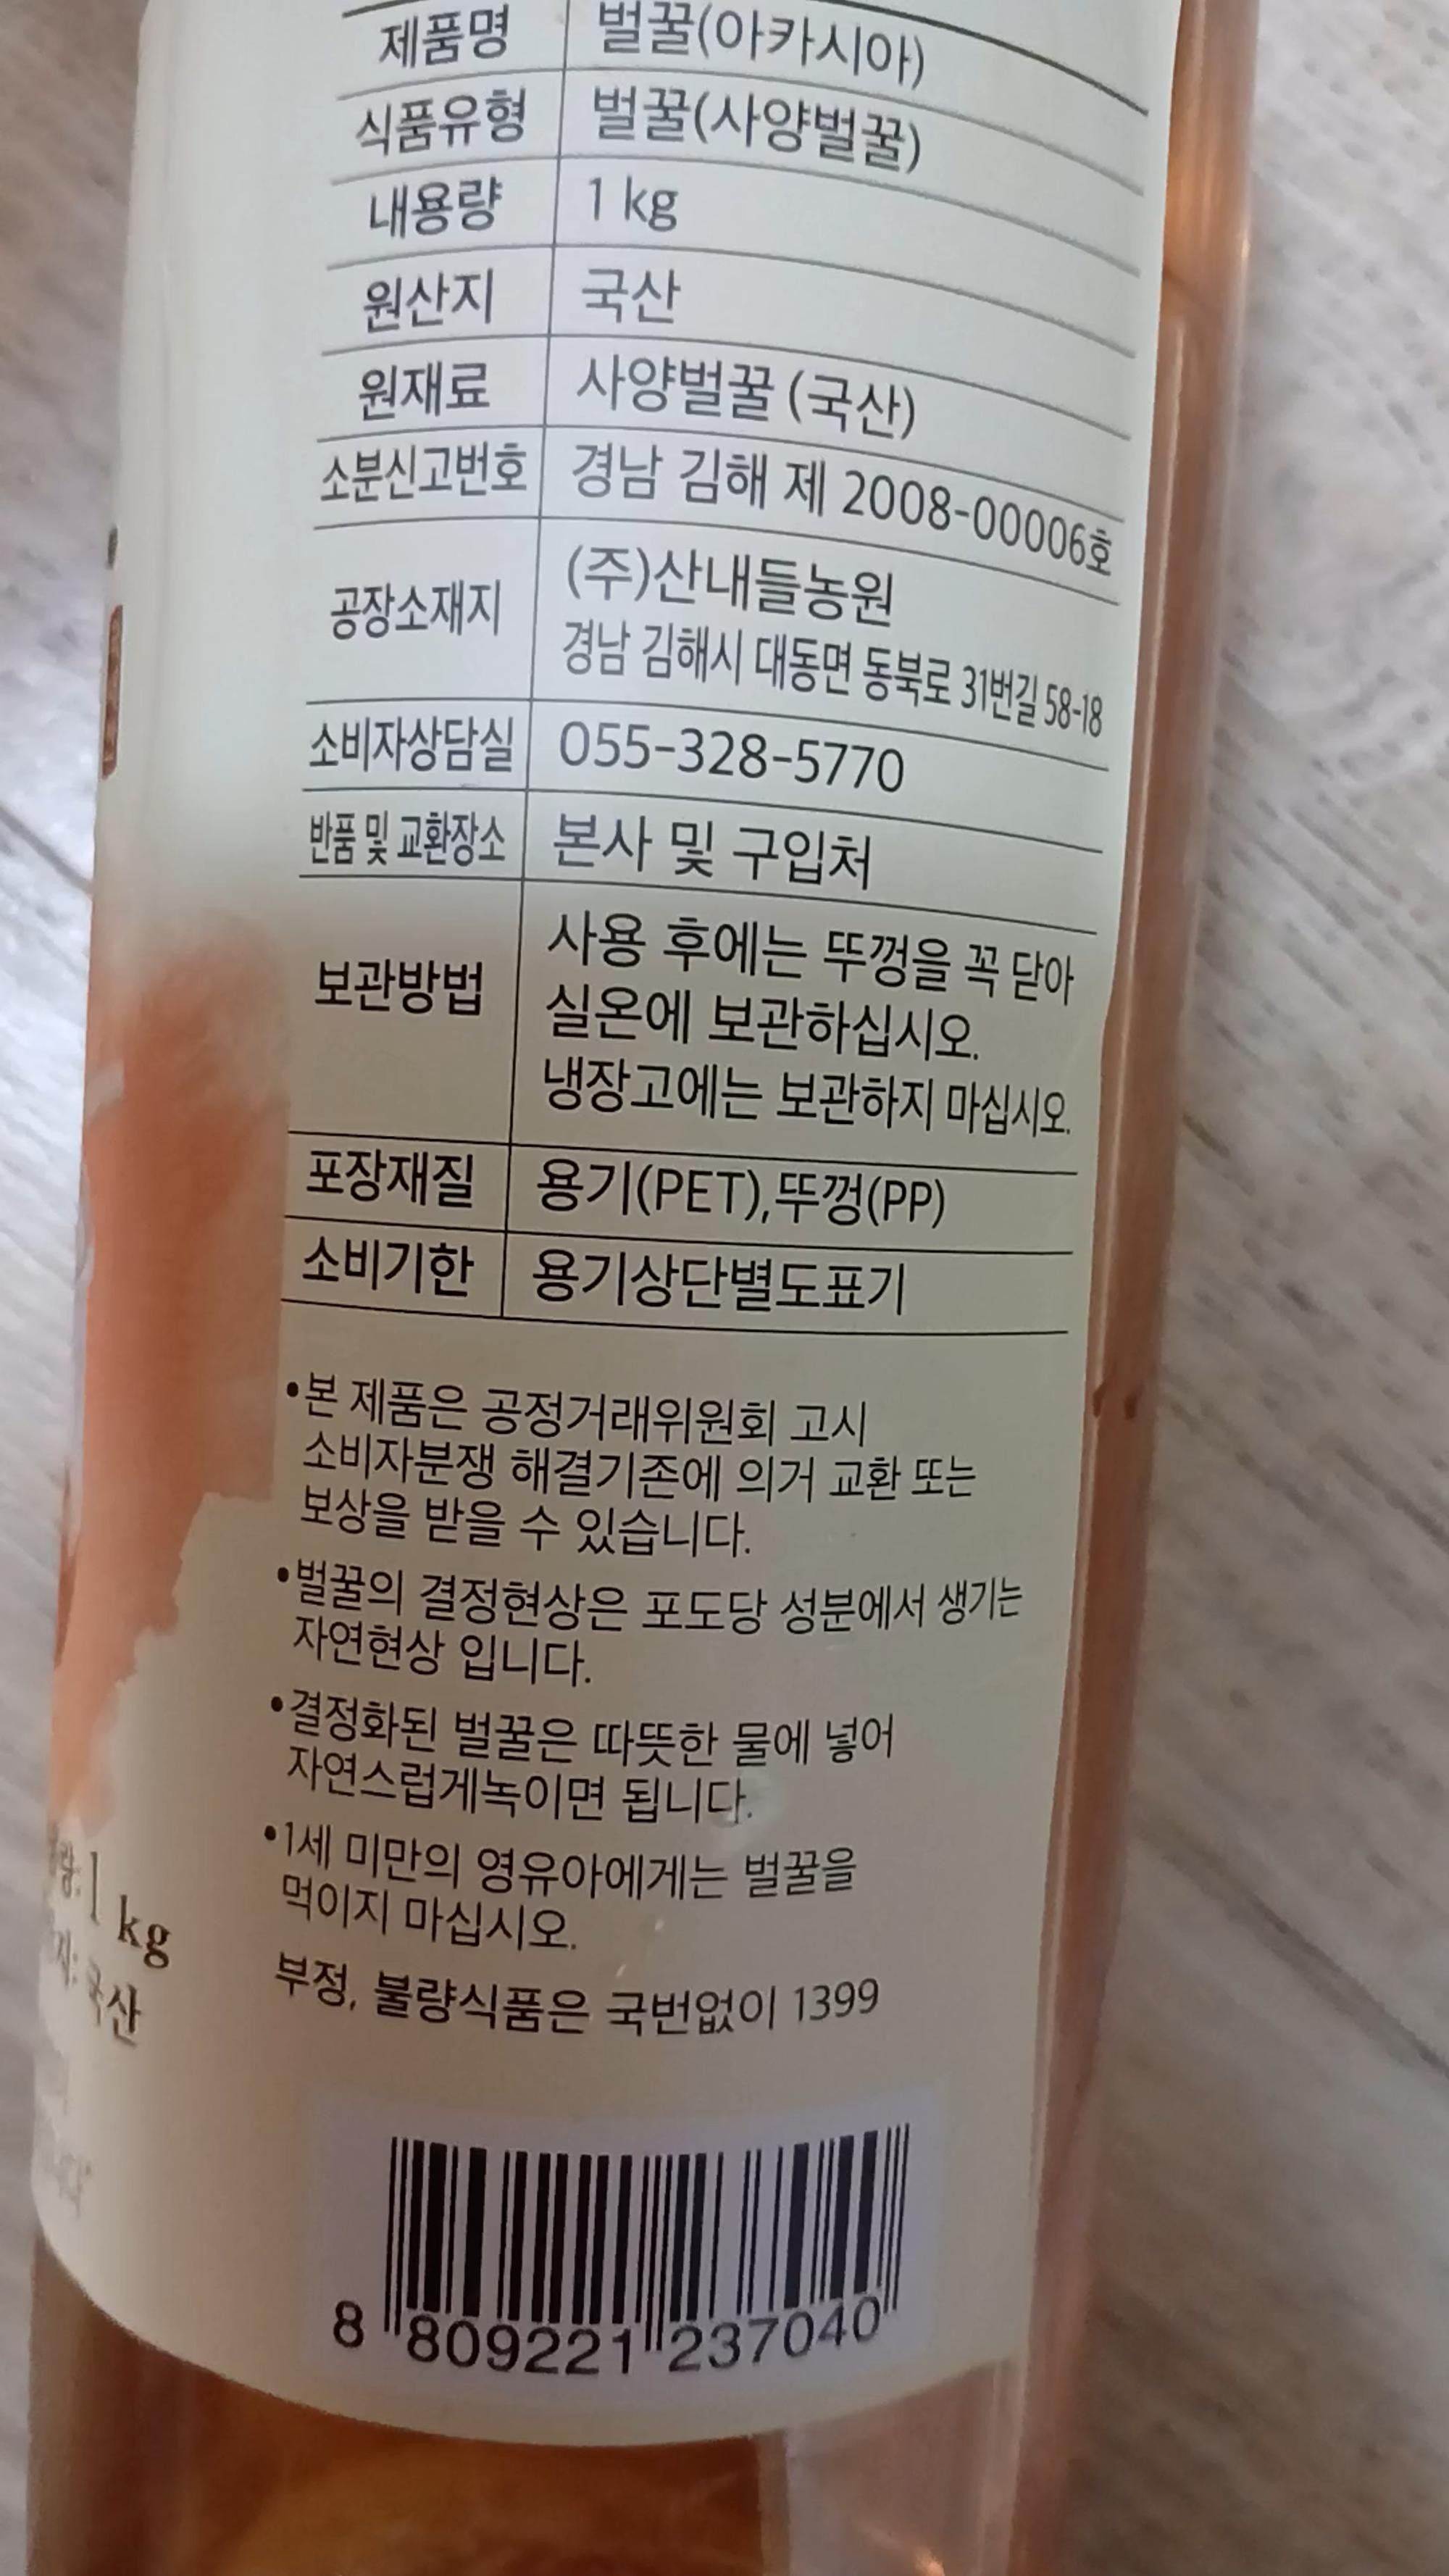 제품명 벌꿀(아카시아)
식품유형 벌꿀(사양벌꿀)
내용량 1 kg
원산지 국산
원재료 사양벌꿀 (국산)
소분신고번호 경남 김해 제 2008-00006호
공장소재지 (주)산내들농원
경남 김해시 대동면 동북로 31번길 58-18
소비자상담실 055-328-5770
반품 및 교환장소 본사 및 구입처
보관방법 사용 후에는 뚜껑을 꼭 닫아
실온에 보관하십시오.
냉장고에는 보관하지 마십시오.
포장재질 용기(PET),뚜껑(PP)
소비기한 용기상단별도표기
•본 제품은 공정거래위원회 고시
소비자분쟁 해결기존에 의거 교환 또는
보상을 받을 수 있습니다.
•벌꿀의 결정현상은 포도당 성분에서 생기는
자연현상 입니다.
•결정화된 벌꿀은 따뜻한 물에 넣어
자연스럽게녹이면 됩니다.
•1세 미만의 영유아에게는 벌꿀을
먹이지 마십시오.
부정, 불량식품은 국번없이 1399
1 kg
국산
8 809221 237040